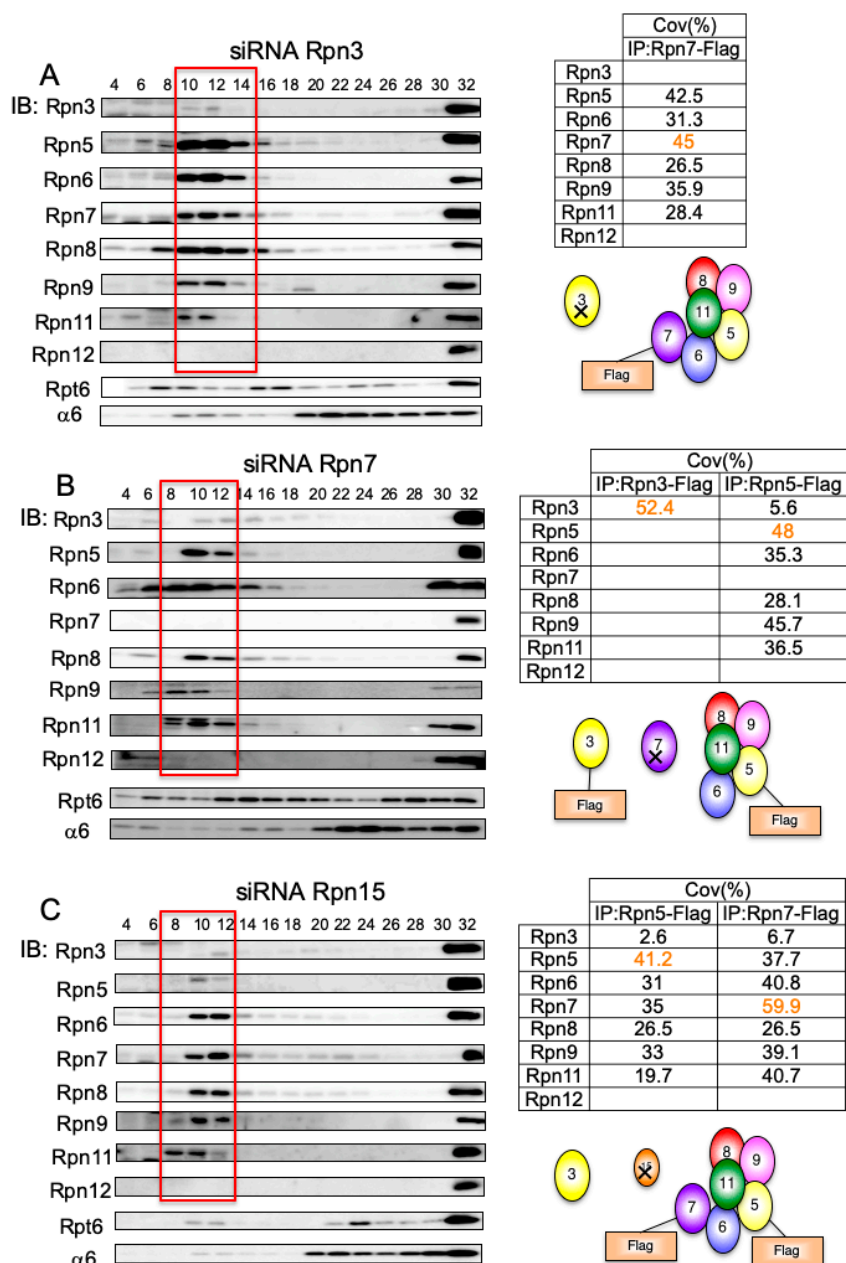 siRNA Rpn3
A
4 6 8 10 12 14 16 18 20 22 24 26 28 30 32
IB: Rpn3
Rpn5
Rpn6
Rpn7
Rpn8
Rpn9
Rpn11
Rpn12
Rpt6
α6
Cov(%)
IP:Rpn7-Flag
Rpn3
Rpn5 42.5
Rpn6 31.3
Rpn7 45
Rpn8 26.5
Rpn9 35.9
Rpn11 28.4
Rpn12
3
8
9
11
7
5
6
Flag
siRNA Rpn7
B
4 6 8 10 12 14 16 18 20 22 24 26 28 30 32
IB: Rpn3
Rpn5
Rpn6
Rpn7
Rpn8
Rpn9
Rpn11
Rpn12
Rpt6
α6
Cov(%)
IP:Rpn3-Flag IP:Rpn5-Flag
Rpn3 52.4 5.6
Rpn5 48
Rpn6 35.3
Rpn7
Rpn8 28.1
Rpn9 45.7
Rpn11 36.5
Rpn12
3
7
8
9
11
5
6
Flag
Flag
siRNA Rpn15
C
4 6 8 10 12 14 16 18 20 22 24 26 28 30 32
IB: Rpn3
Rpn5
Rpn6
Rpn7
Rpn8
Rpn9
Rpn11
Rpn12
Rpt6
α6
Cov(%)
IP:Rpn5-Flag IP:Rpn7-Flag
Rpn3 2.6 6.7
Rpn5 41.2 37.7
Rpn6 31 40.8
Rpn7 35 59.9
Rpn8 26.5 26.5
Rpn9 33 39.1
Rpn11 19.7 40.7
Rpn12
3
8
9
11
7
5
6
Flag
Flag